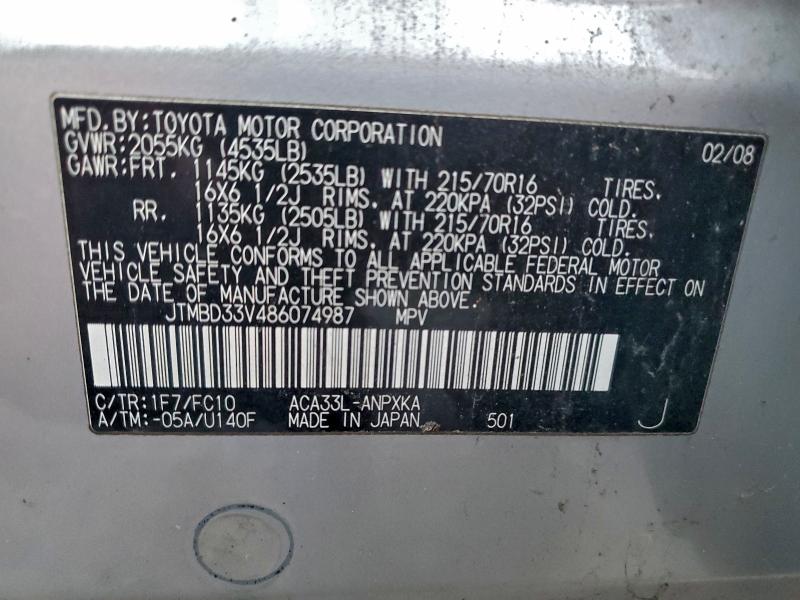 MFD. BY: TOYOTA MOTOR CORPORATION 02/08
GVWR: 2055KG (4535LB)
GAWR: FRT. 1145KG (2535LB) WITH 215/70R16 TIRES.
16X6 1/2J RIMS. AT 220KPA (32PSI) COLD.
RR. 1135KG (2505LB) WITH 215/70R16 TIRES.
16X6 1/2J RIMS. AT 220KPA (32PSI) COLD.
THIS VEHICLE CONFORMS TO ALL APPLICABLE FEDERAL MOTOR
VEHICLE SAFETY AND THEFT PREVENTION STANDARDS IN EFFECT ON
THE DATE OF MANUFACTURE SHOWN ABOVE.
JTMBD33V486074987 MPV
C/TR: 1F7/FC10 ACA33L-ANPXKA
A/TM: -05A/U140F MADE IN JAPAN 501 J